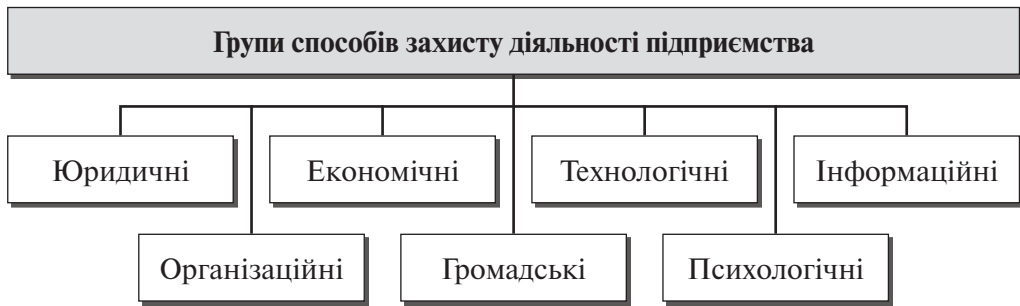 Групи способів захисту діяльності підприємства
Юридичні
Економічні
Технологічні
Інформаційні
Організаційні
Громадські
Психологічні